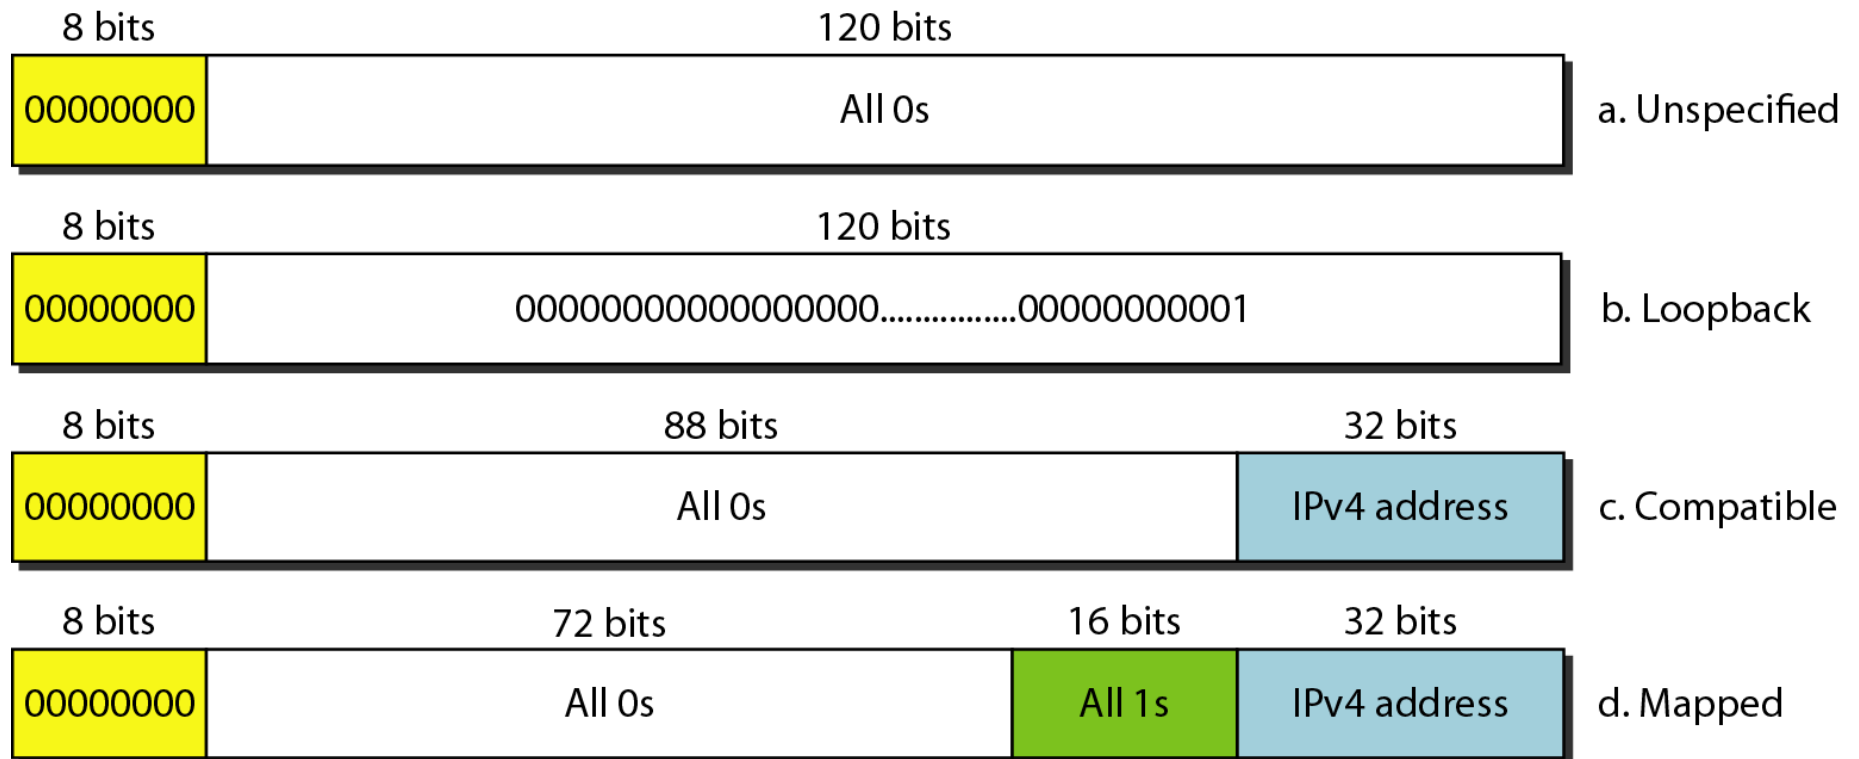 8 bits 120 bits
00000000 All 0s a. Unspecified
8 bits 120 bits
00000000 00000000000000000................00000000001 b. Loopback
8 bits 88 bits 32 bits
00000000 All 0s IPv4 address c. Compatible
8 bits 72 bits 16 bits 32 bits
00000000 All 0s All 1s IPv4 address d. Mapped